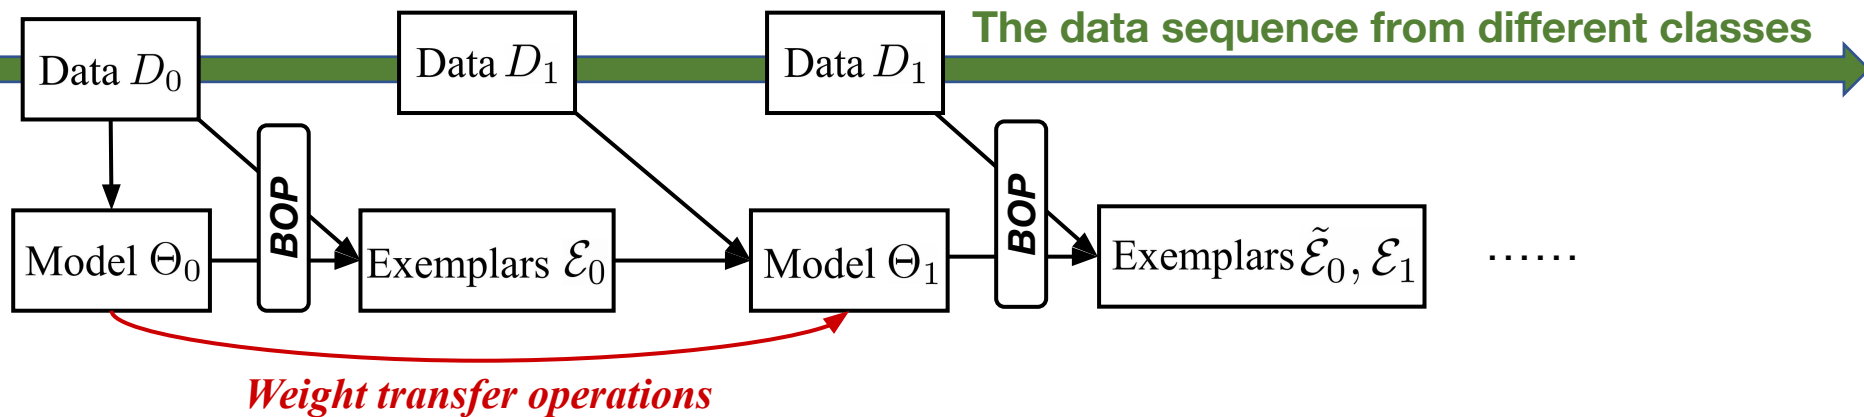 The data sequence from different classes
Data D₀
Data D₁
Data D₁
BOP
BOP
Model Θ₀
Exemplars ℰ₀
Model Θ₁
Exemplars ℰ̃₀, ℰ₁
......
Weight transfer operations